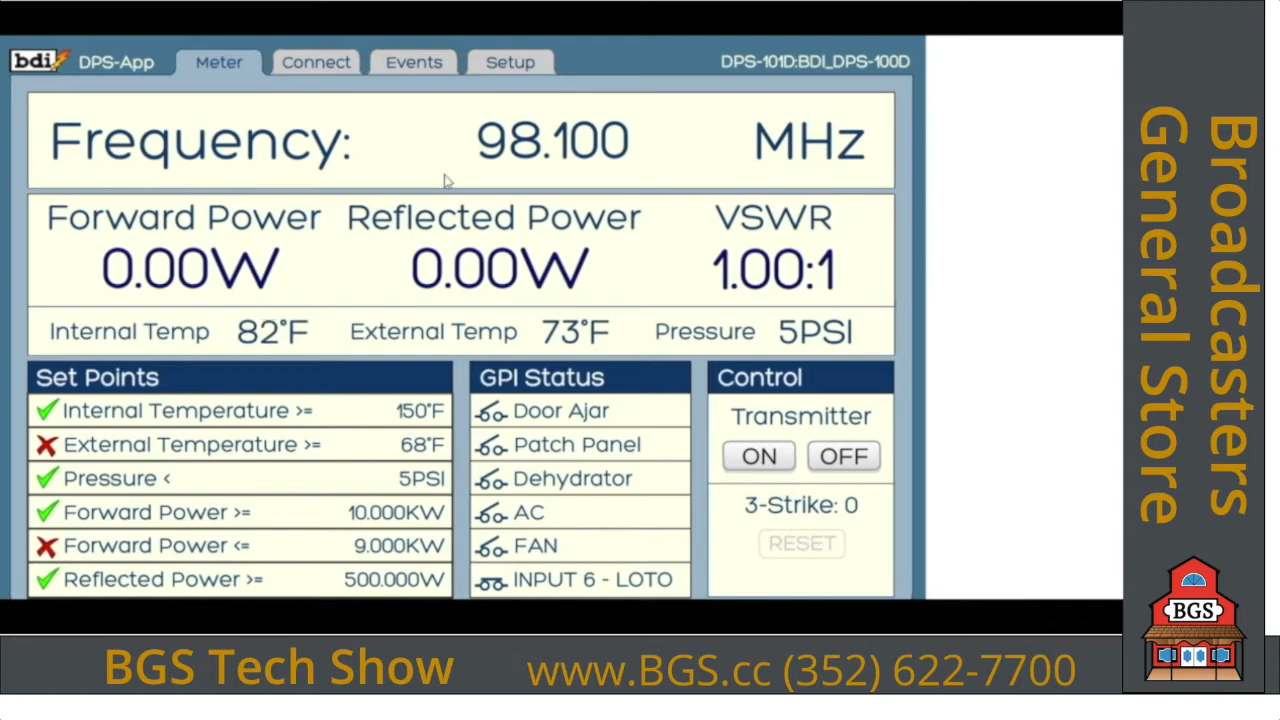 bdi DPS-App Meter Connect Events Setup DPS-101D:BDI_DPS-100D
Frequency: 98.100 MHz
Forward Power Reflected Power VSWR
0.00W 0.00W 1.00:1
Internal Temp 82°F External Temp 73°F Pressure 5PSI
Set Points
Internal Temperature >= 150°F
External Temperature >= 68°F
Pressure < 5PSI
Forward Power >= 10.000KW
Forward Power <= 9.000KW
Reflected Power >= 500.000W
GPI Status
Door Ajar
Patch Panel
Dehydrator
AC
FAN
INPUT 6 - LOTO
Control
Transmitter
ON OFF
3-Strike: 0
RESET
Broadcasters
General Store
BGS
BGS Tech Show www.BGS.cc (352) 622-7700